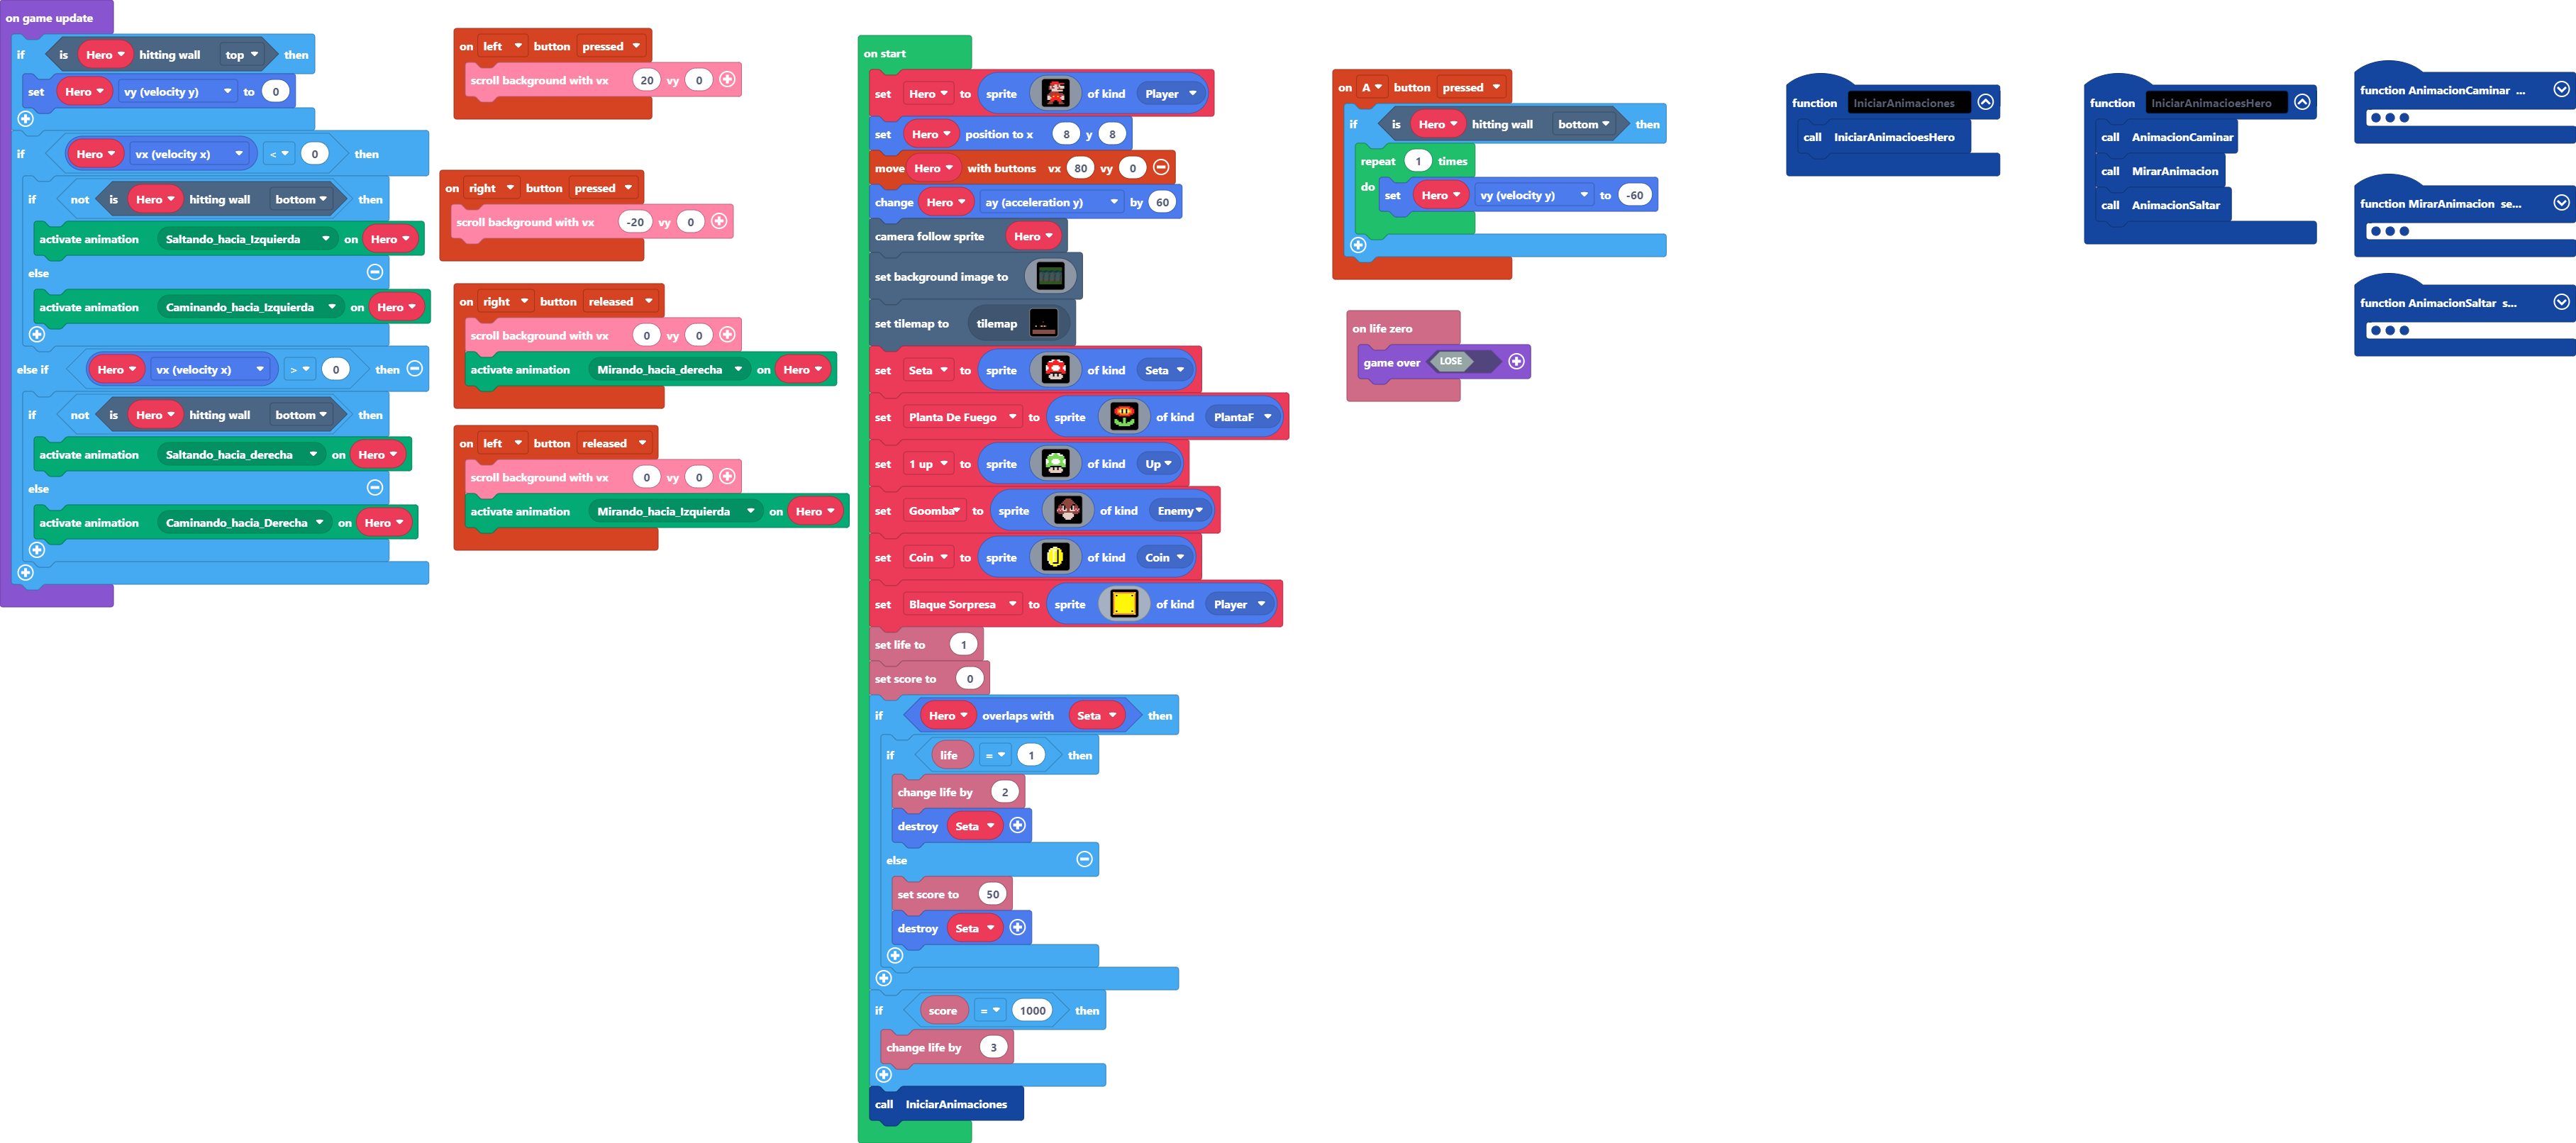 on game update
if is Hero hitting wall top then
set Hero vy (velocity y) to 0
if Hero vx (velocity x) < 0 then
if not is Hero hitting wall bottom then
activate animation Saltando_hacia_Izquierda on Hero
else
activate animation Caminando_hacia_Izquierda on Hero
else if Hero vx (velocity x) > 0 then
if not is Hero hitting wall bottom then
activate animation Saltando_hacia_derecha on Hero
else
activate animation Caminando_hacia_Derecha on Hero
on left button pressed
scroll background with vx 20 vy 0
on right button pressed
scroll background with vx -20 vy 0
on right button released
scroll background with vx 0 vy 0
activate animation Mirando_hacia_derecha on Hero
on left button released
scroll background with vx 0 vy 0
activate animation Mirando_hacia_Izquierda on Hero
on start
set Hero to sprite of kind Player
set Hero position to x 8 y 8
move Hero with buttons vx 80 vy 0
change Hero ay (acceleration y) by 60
camera follow sprite Hero
set background image to
set tilemap to tilemap
set Seta to sprite of kind Seta
set Planta De Fuego to sprite of kind PlantaF
set 1 up to sprite of kind Up
set Goomba to sprite of kind Enemy
set Coin to sprite of kind Coin
set Blaque Sorpresa to sprite of kind Player
set life to 1
set score to 0
if Hero overlaps with Seta then
if life = 1 then
change life by 2
destroy Seta
else
set score to 50
destroy Seta
if score = 1000 then
change life by 3
call IniciarAnimaciones
on A button pressed
if is Hero hitting wall bottom then
repeat 1 times
do set Hero vy (velocity y) to -60
on life zero
game over LOSE
function IniciarAnimaciones
call IniciarAnimacioesHero
function IniciarAnimacioesHero
call AnimacionCaminar
call MirarAnimacion
call AnimacionSaltar
function AnimacionCaminar ...
function MirarAnimacion se...
function AnimacionSaltar s...